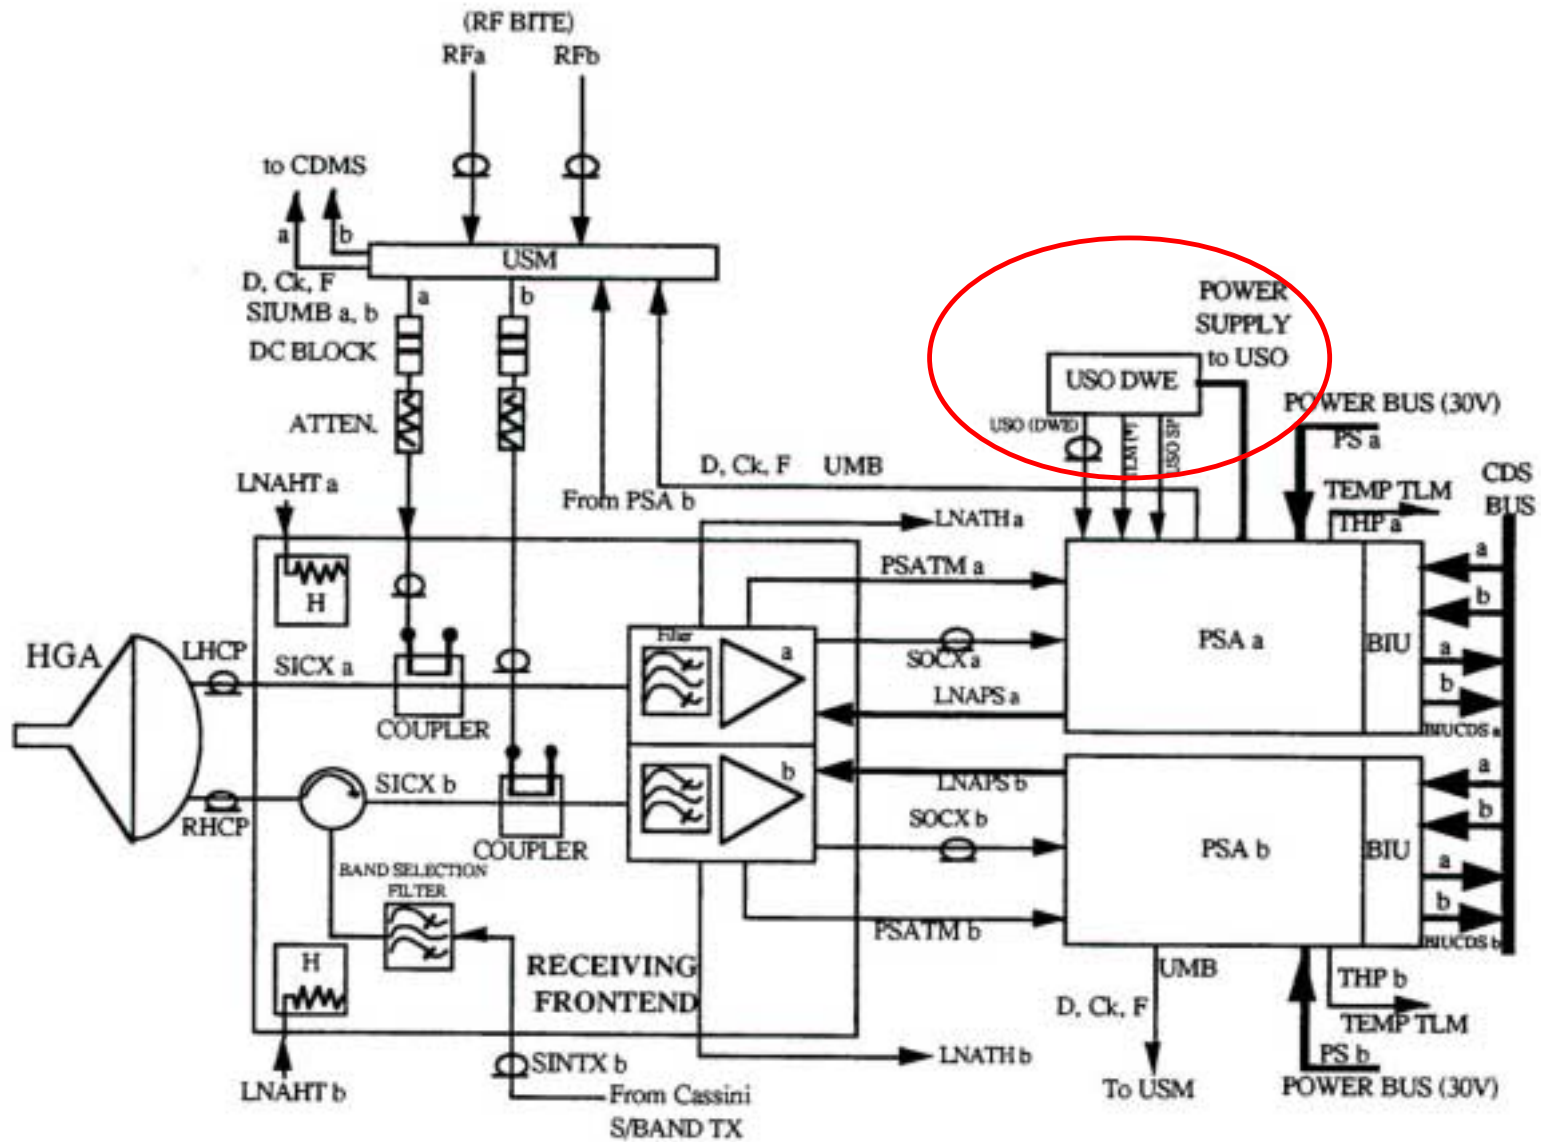 (RF BITE)
RFa RFb
to CDMS
a b
USM
D, Ck, F
SIUMB a, b
a b
DC BLOCK
ATTEN.
POWER
SUPPLY
to USO
USO DWE
USO (DWE)
TLM (*)
USO SP
POWER BUS (30V)
PS a
D, Ck, F UMB
CDS
BUS
LNAHT a
From PSA b
TEMP TLM
LNATH a
THP a
H
PSATM a
a
b
HGA
LHCP
SICX a
Filter
a
SOCX a
PSA a
BIU
a
LNAPS a
b
COUPLER
BIUCDS a
SICX b
b
LNAPS b
a
RHCP
SOCX b
b
COUPLER
PSA b
BIU
a
BAND SELECTION
FILTER
b
PSATM b
BIUCDS b
H
RECEIVING
FRONTEND
UMB
THP b
D, Ck, F
TEMP TLM
LNATH b
PS b
SINTX b
LNAHT b
From Cassini
S/BAND TX
To USM
POWER BUS (30V)